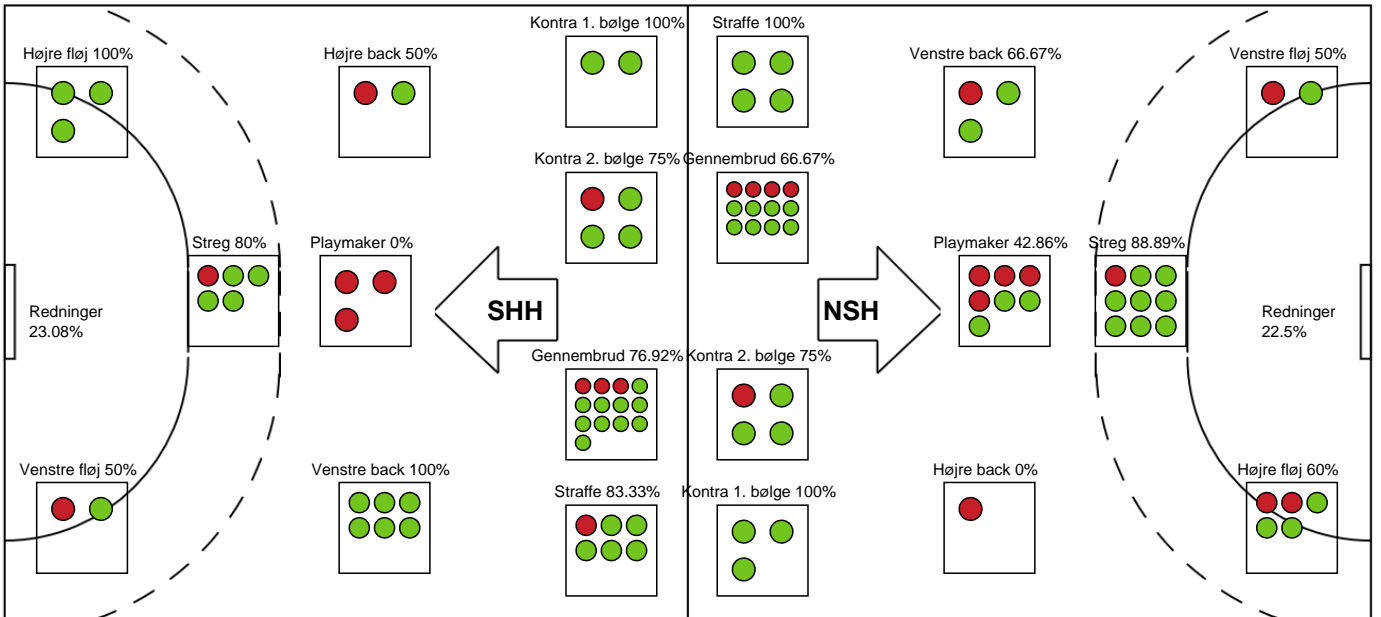 Kontra 1. bølge 100%
Straffe 100%
Højre fløj 100%
Højre back 50%
Venstre back 66.67%
Venstre fløj 50%
Kontra 2. bølge 75%
Gennembrud 66.67%
Streg 80%
Playmaker 0%
Playmaker 42.86%
Streg 88.89%
SHH
NSH
Redninger
23.08%
Redninger
22.5%
Gennembrud 76.92%
Kontra 2. bølge 75%
Venstre fløj 50%
Venstre back 100%
Straffe 83.33%
Kontra 1. bølge 100%
Højre back 0%
Højre fløj 60%